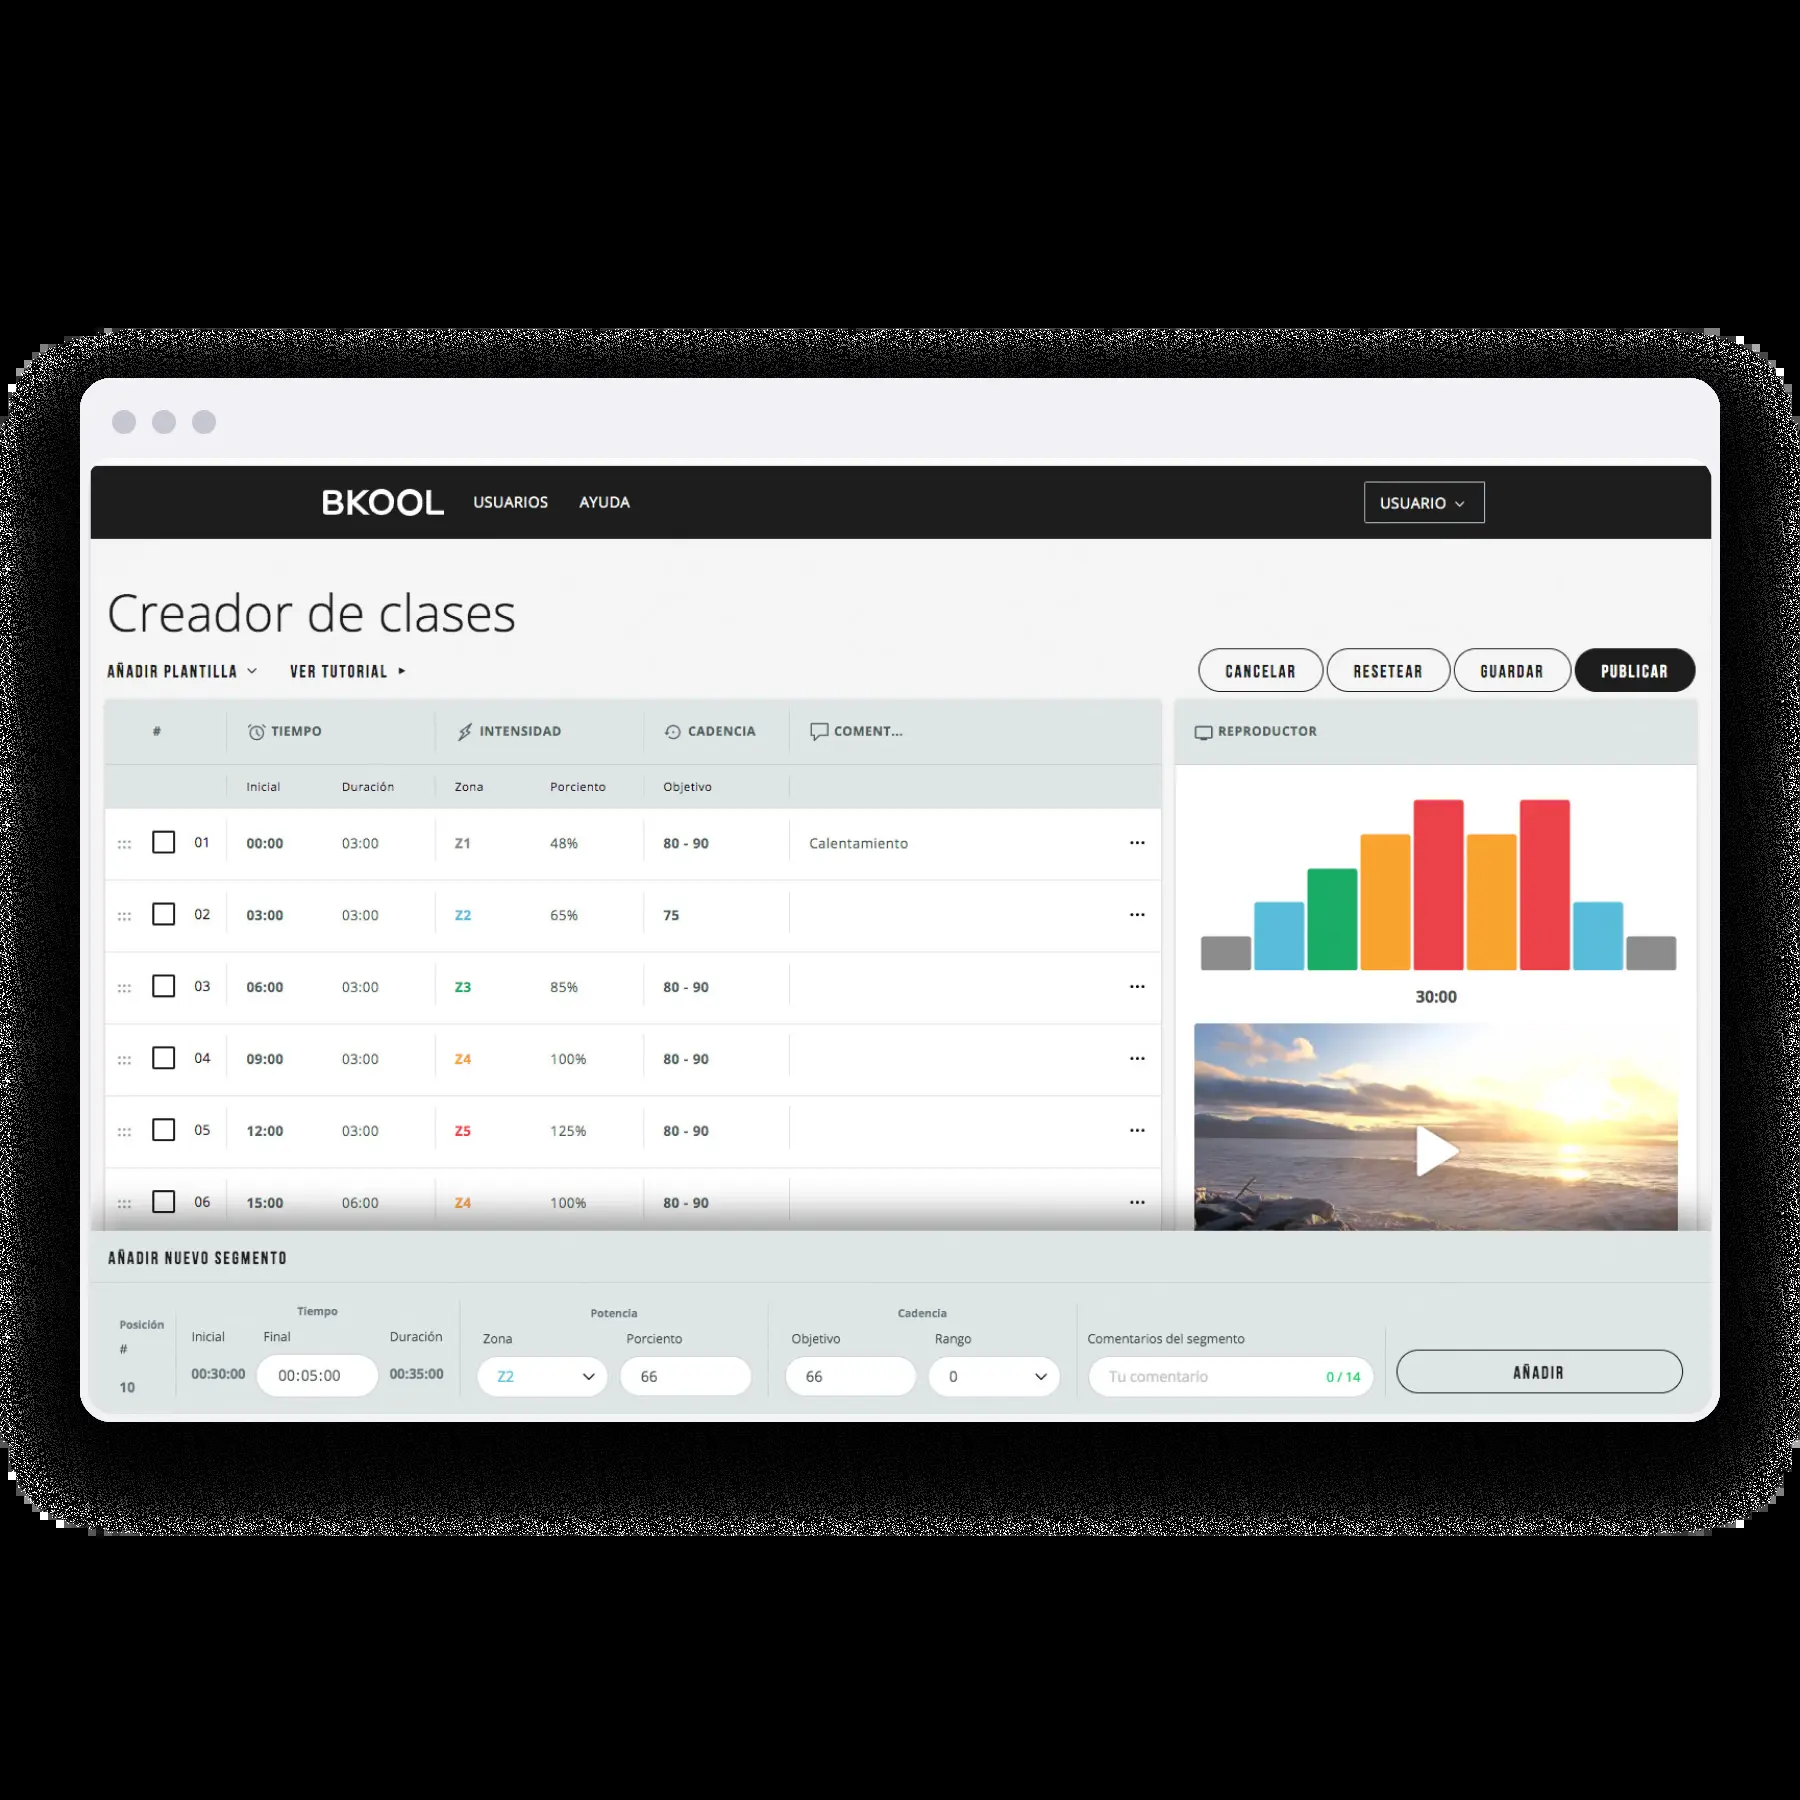 BKOOL USUARIOS AYUDA USUARIO
Creador de clases
AÑADIR PLANTILLA VER TUTORIAL
CANCELAR RESETEAR GUARDAR PUBLICAR
# TIEMPO INTENSIDAD CADENCIA COMENT...
Inicial Duración Zona Porciento Objetivo
01 00:00 03:00 Z1 48% 80 - 90 Calentamiento ...
02 03:00 03:00 Z2 65% 75 ...
03 06:00 03:00 Z3 85% 80 - 90 ...
04 09:00 03:00 Z4 100% 80 - 90 ...
05 12:00 03:00 Z5 125% 80 - 90 ...
06 15:00 06:00 Z4 100% 80 - 90 ...
REPRODUCTOR
30:00
AÑADIR NUEVO SEGMENTO
Posición
#
10
Tiempo
Inicial Final Duración
00:30:00 00:05:00 00:35:00
Potencia
Zona Porciento
Z2 66
Cadencia
Objetivo Rango
66 0
Comentarios del segmento
Tu comentario 0 / 14
AÑADIR